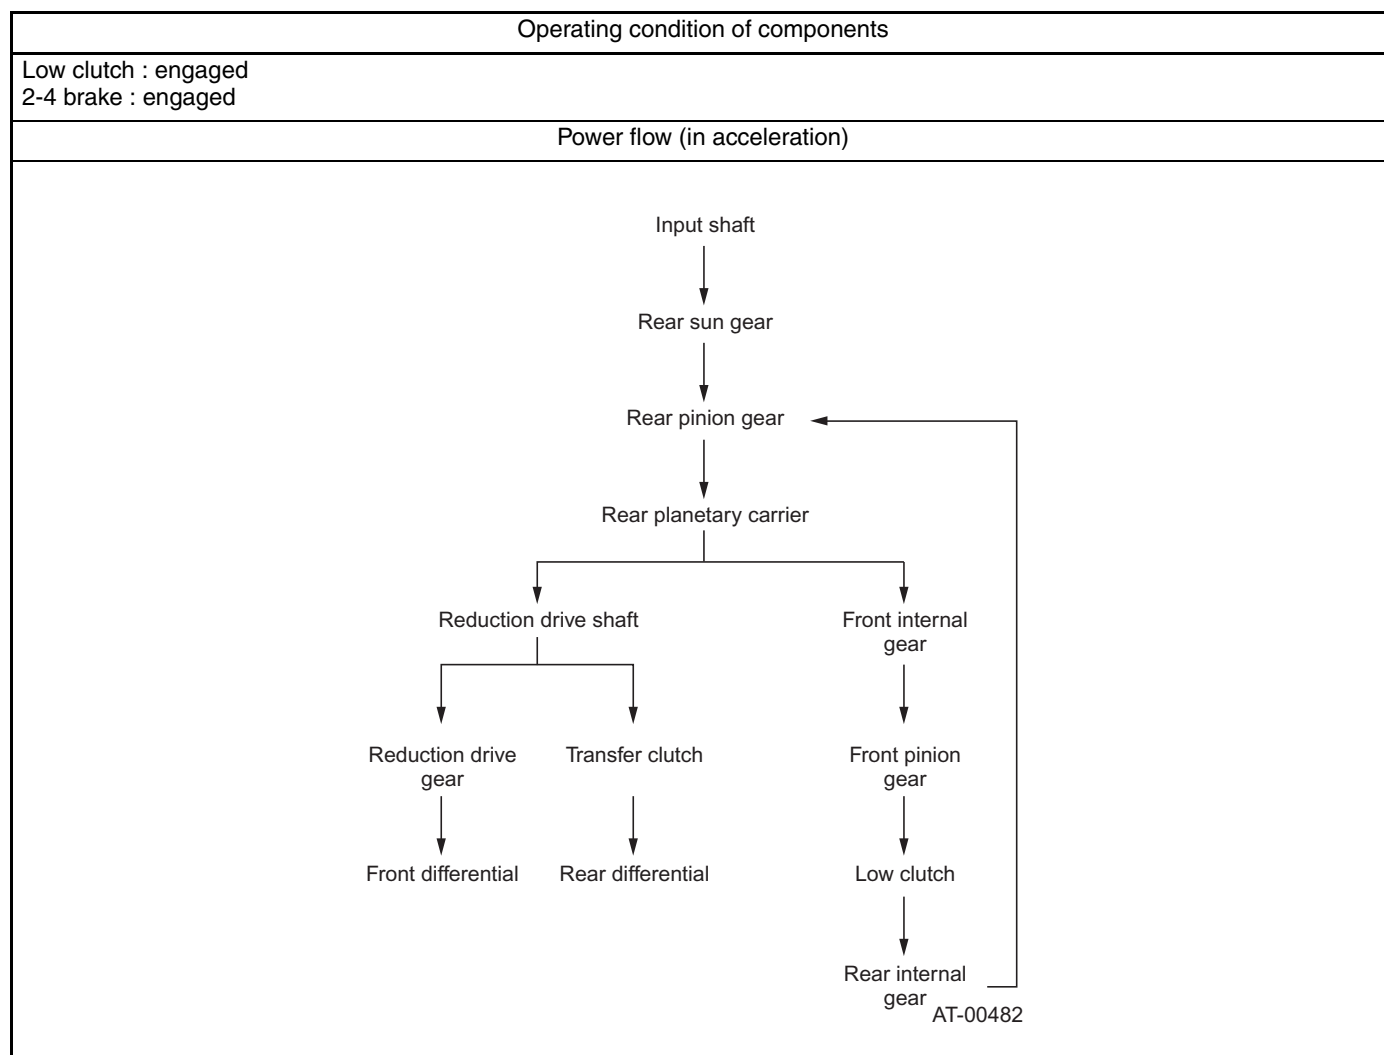 Operating condition of components
Low clutch : engaged
2-4 brake : engaged
Power flow (in acceleration)
Input shaft
Rear sun gear
Rear pinion gear
Rear planetary carrier
Reduction drive shaft
Front internal
gear
Reduction drive
gear
Transfer clutch
Front pinion
gear
Front differential
Rear differential
Low clutch
Rear internal
gear
AT-00482